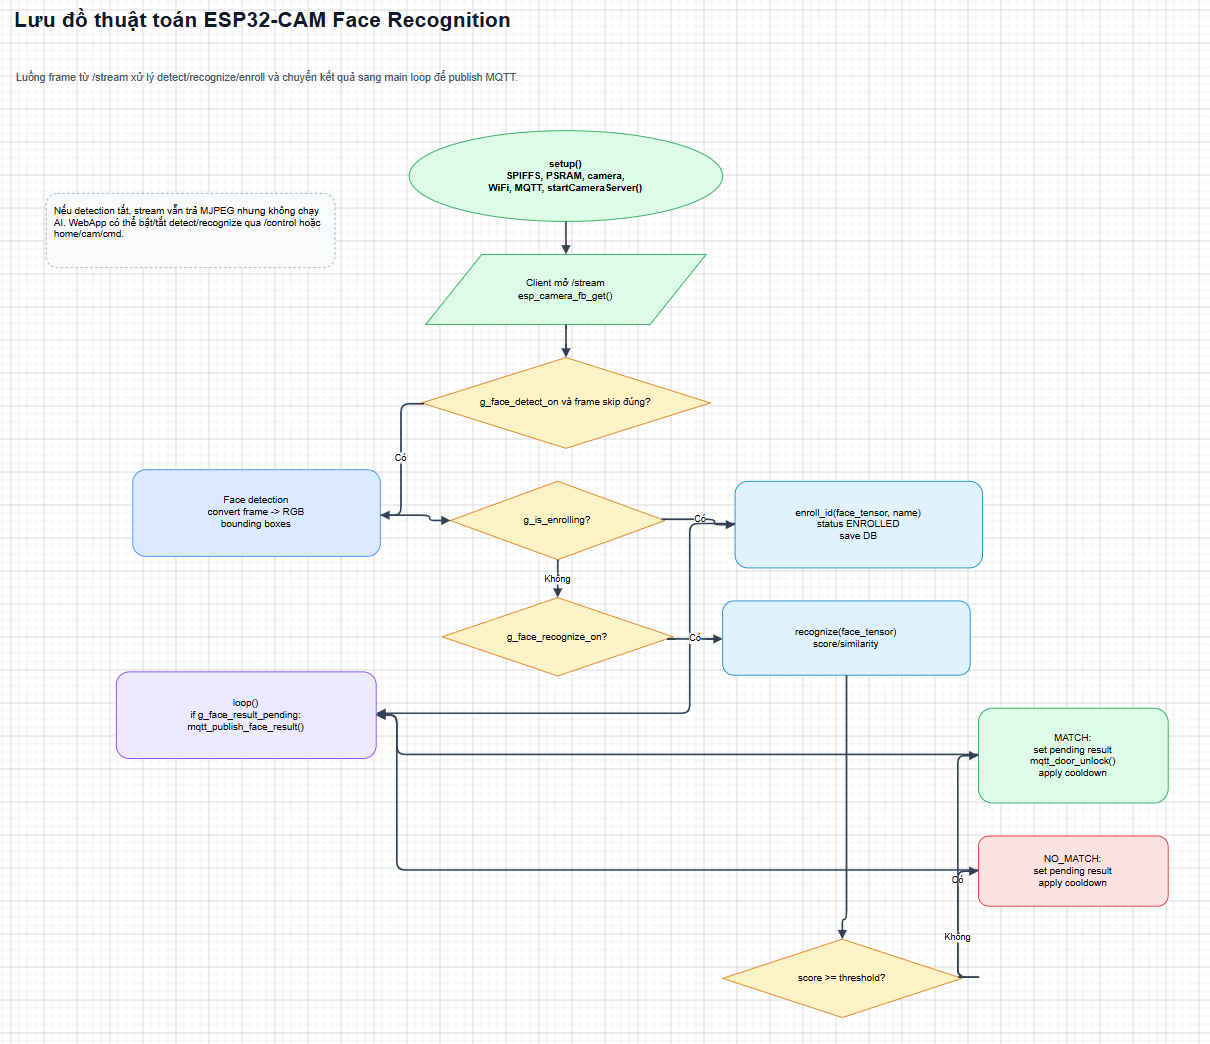 Lưu đồ thuật toán ESP32-CAM Face Recognition
Luồng frame từ /stream xử lý detect/recognize/enroll và chuyển kết quả sang main loop để publish MQTT.
setup()
SPIFFS, PSRAM, camera,
WiFi, MQTT, startCameraServer()
Nếu detection tắt, stream vẫn trả MJPEG nhưng không chạy
AI. WebApp có thể bật/tắt detect/recognize qua /control hoặc
home/cam/cmd.
Client mở /stream
esp_camera_fb_get()
g_face_detect_on và frame skip đúng?
Có
Face detection
convert frame -> RGB
bounding boxes
g_is_enrolling?
Có
enroll_id(face_tensor, name)
status ENROLLED
save DB
Không
g_face_recognize_on?
Có
recognize(face_tensor)
score/similarity
loop()
if g_face_result_pending:
mqtt_publish_face_result()
MATCH:
set pending result
mqtt_door_unlock()
apply cooldown
NO_MATCH:
set pending result
apply cooldown
Có
Không
score >= threshold?